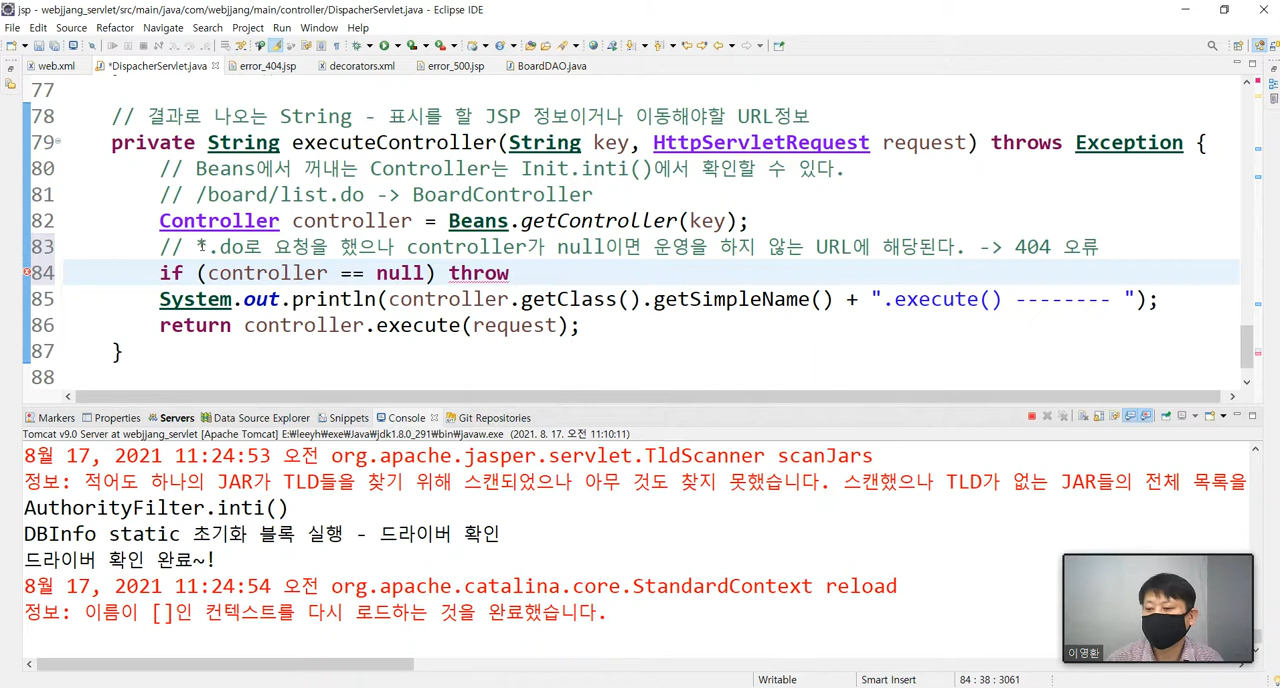 jsp - webjjang_servlet/src/main/java/com/webjjang/main/controller/DispacherServlet.java - Eclipse IDE
File Edit Source Refactor Navigate Search Project Run Window Help
web.xml *DispacherServlet.java error_404.jsp decorators.xml error_500.jsp BoardDAO.java
77
78 // 결과로 나오는 String - 표시를 할 JSP 정보이거나 이동해야할 URL정보
79 private String executeController(String key, HttpServletRequest request) throws Exception {
80 // Beans에서 꺼내는 Controller는 Init.inti()에서 확인할 수 있다.
81 // /board/list.do -> BoardController
82 Controller controller = Beans.getController(key);
83 // *.do로 요청을 했으나 controller가 null이면 운영을 하지 않는 URL에 해당된다. -> 404 오류
84 if (controller == null) throw
85 System.out.println(controller.getClass().getSimpleName() + ".execute() -------- ");
86 return controller.execute(request);
87 }
88
Markers Properties Servers Data Source Explorer Snippets Console Git Repositories
Tomcat v9.0 Server at webjjang_servlet [Apache Tomcat] E:₩leeyh₩exe₩Java₩jdk1.8.0_291₩bin₩javaw.exe (2021. 8. 17. 오전 11:10:11)
8월 17, 2021 11:24:53 오전 org.apache.jasper.servlet.TldScanner scanJars
정보: 적어도 하나의 JAR가 TLD들을 찾기 위해 스캔되었으나 아무 것도 찾지 못했습니다. 스캔했으나 TLD가 없는 JAR들의 전체 목록을
AuthorityFilter.inti()
DBInfo static 초기화 블록 실행 - 드라이버 확인
드라이버 확인 완료~!
8월 17, 2021 11:24:54 오전 org.apache.catalina.core.StandardContext reload
정보: 이름이 []인 컨텍스트를 다시 로드하는 것을 완료했습니다.
이영환
Writable Smart Insert 84 : 38 : 3061